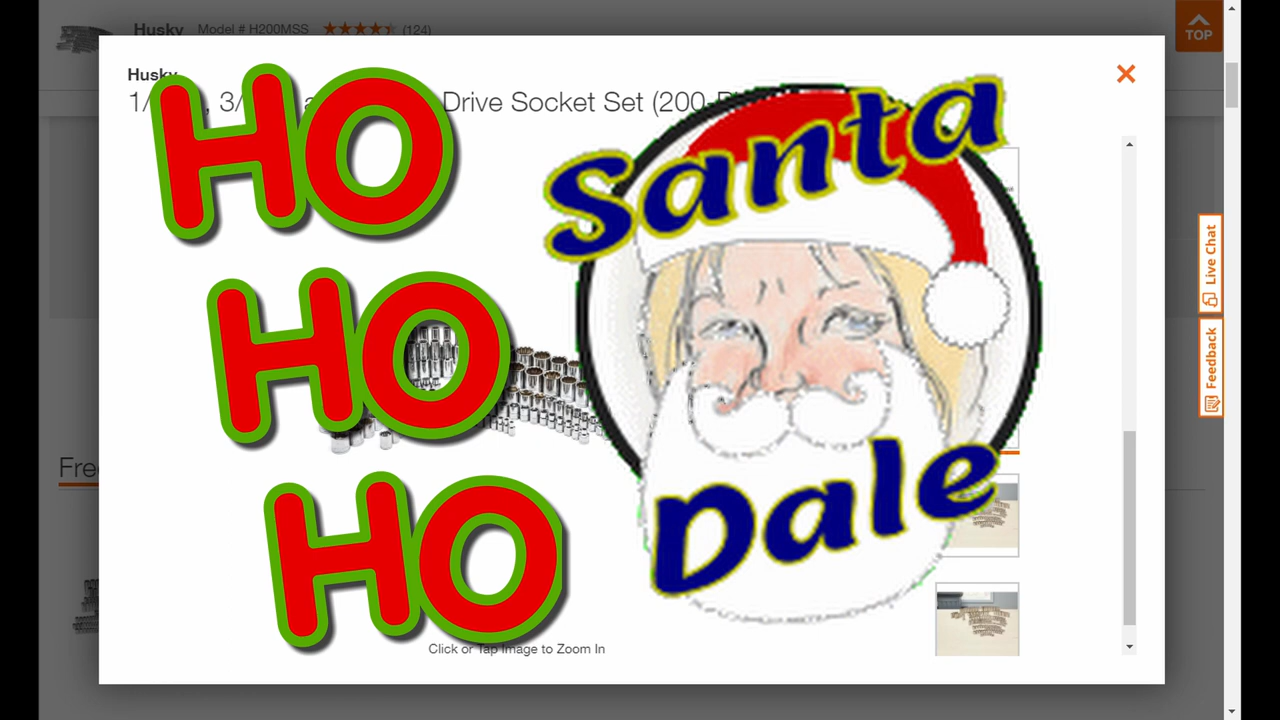 Husky Model # H200MSS (124)
TOP
Husky
Drive Socket Set (200-
HO
HO
HO
Santa
Dale
Live Chat
Feedback
Click or Tap Image to Zoom In